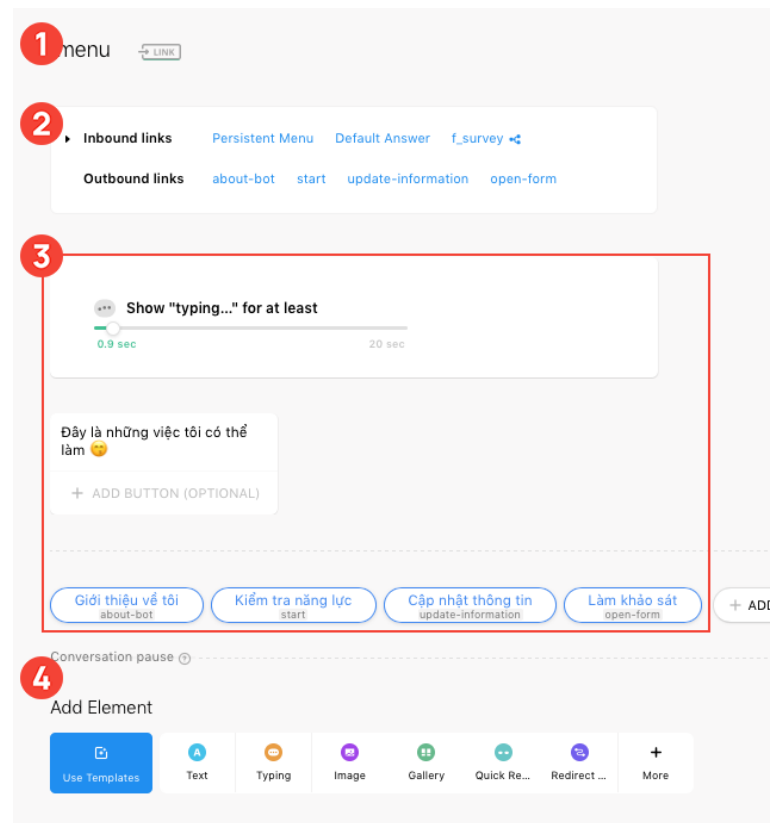 1
menu LINK
2
Inbound links Persistent Menu Default Answer f_survey
Outbound links about-bot start update-information open-form
3
Show "typing..." for at least
0.9 sec 20 sec
Đây là những việc tôi có thể
làm 😙
+ ADD BUTTON (OPTIONAL)
Giới thiệu về tôi Kiểm tra năng lực Cập nhật thông tin Làm khảo sát + ADD
about-bot start update-information open-form
Conversation pause ?
4
Add Element
A
Use Templates Text Typing Image Gallery Quick Re... Redirect ... + More